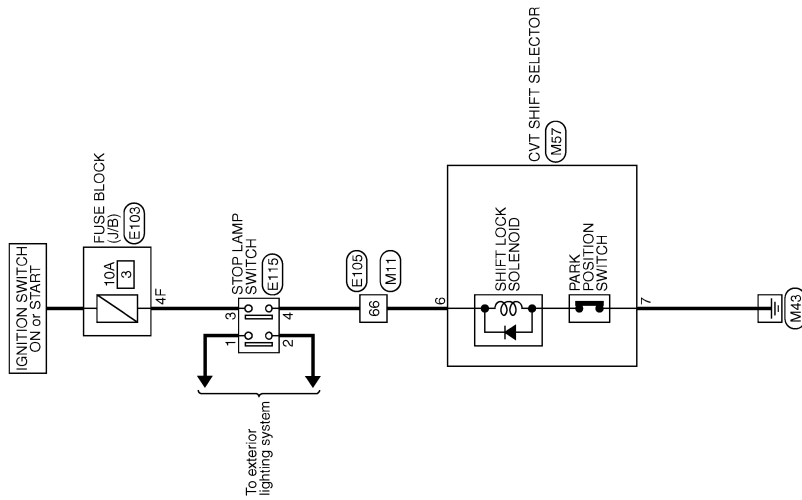 IGNITION SWITCH
ON or START
FUSE BLOCK
(J/B)
E103
10A
3
4F
STOP LAMP
SWITCH
E115
3
4
1
2
To exterior
lighting system
E105
66
M11
CVT SHIFT SELECTOR
M57
6
SHIFT LOCK
SOLENOID
PARK
POSITION
SWITCH
7
M43